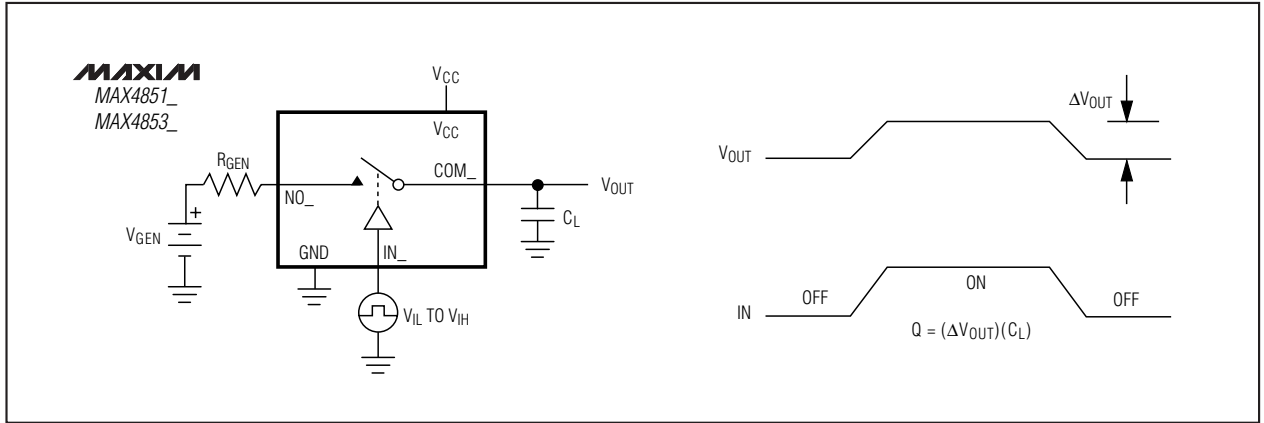 MAXIM
MAX4851_
MAX4853_
VCC
VCC
RGEN
NO_
COM_
VOUT
CL
VGEN
+
GND
IN_
VIL TO VIH
ΔVOUT
VOUT
IN
OFF
ON
OFF
Q = (ΔVOUT)(CL)